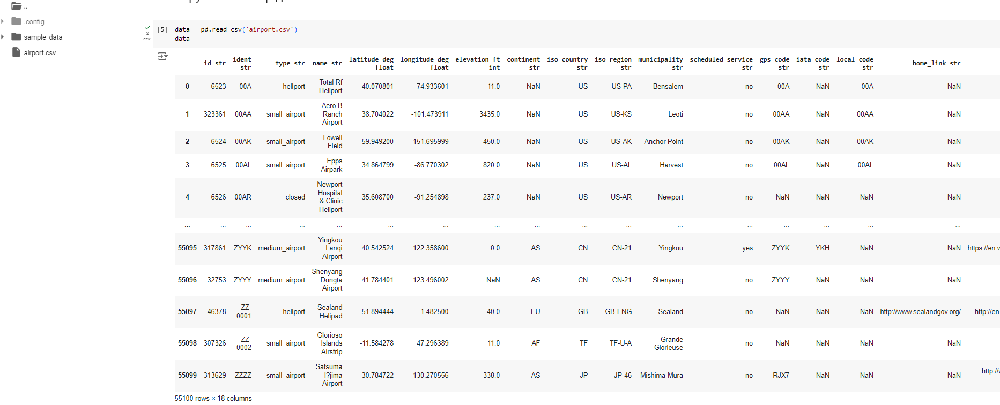 ..
.config
sample_data
airport.csv
2
сек.
[5] data = pd.read_csv('airport.csv')
data
id str ident str type str name str latitude_deg float longitude_deg float elevation_ft int continent str iso_country str iso_region str municipality str scheduled_service str gps_code str iata_code str local_code str home_link str
0 6523 00A heliport Total Rf Heliport 40.070801 -74.933601 11.0 NaN US US-PA Bensalem no 00A NaN 00A NaN
1 323361 00AA small_airport Aero B Ranch Airport 38.704022 -101.473911 3435.0 NaN US US-KS Leoti no 00AA NaN 00AA NaN
2 6524 00AK small_airport Lowell Field 59.949200 -151.695999 450.0 NaN US US-AK Anchor Point no 00AK NaN 00AK NaN
3 6525 00AL small_airport Epps Airpark 34.864799 -86.770302 820.0 NaN US US-AL Harvest no 00AL NaN 00AL NaN
4 6526 00AR closed Newport Hospital & Clinic Heliport 35.608700 -91.254898 237.0 NaN US US-AR Newport no NaN NaN NaN NaN
... ... ... ... ... ... ... ... ... ... ... ... ... ... ... ... ...
55095 317861 ZYYK medium_airport Yingkou Lanqi Airport 40.542524 122.358600 0.0 AS CN CN-21 Yingkou yes ZYYK YKH NaN NaN https://en.w
55096 32753 ZYYY medium_airport Shenyang Dongta Airport 41.784401 123.496002 NaN AS CN CN-21 Shenyang no ZYYY NaN NaN NaN
55097 46378 ZZ-0001 heliport Sealand Helipad 51.894444 1.482500 40.0 EU GB GB-ENG Sealand no NaN NaN NaN http://www.sealandgov.org/ http://en.
55098 307326 ZZ-0002 small_airport Glorioso Islands Airstrip -11.584278 47.296389 11.0 AF TF TF-U-A Grande Glorieuse no NaN NaN NaN NaN
55099 313629 ZZZZ small_airport Satsuma I?jima Airport 30.784722 130.270556 338.0 AS JP JP-46 Mishima-Mura no RJX7 NaN NaN NaN http://w
55100 rows × 18 columns